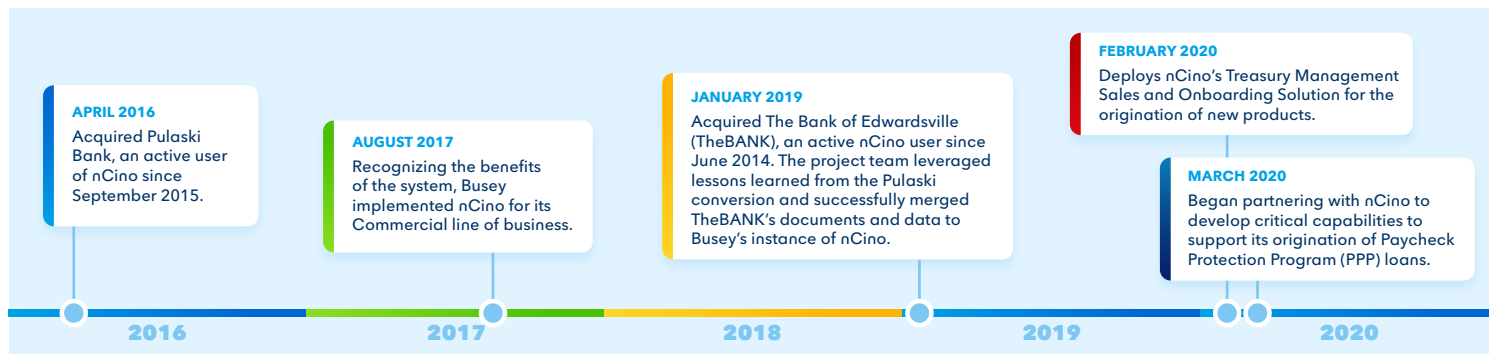 APRIL 2016
Acquired Pulaski
Bank, an active user
of nCino since
September 2015.
AUGUST 2017
Recognizing the benefits
of the system, Busey
implemented nCino for its
Commercial line of business.
JANUARY 2019
Acquired The Bank of Edwardsville
(TheBANK), an active nCino user since
June 2014. The project team leveraged
lessons learned from the Pulaski
conversion and successfully merged
TheBANK’s documents and data to
Busey’s instance of nCino.
FEBRUARY 2020
Deploys nCino’s Treasury Management
Sales and Onboarding Solution for the
origination of new products.
MARCH 2020
Began partnering with nCino to
develop critical capabilities to
support its origination of Paycheck
Protection Program (PPP) loans.
2016
2017
2018
2019
2020